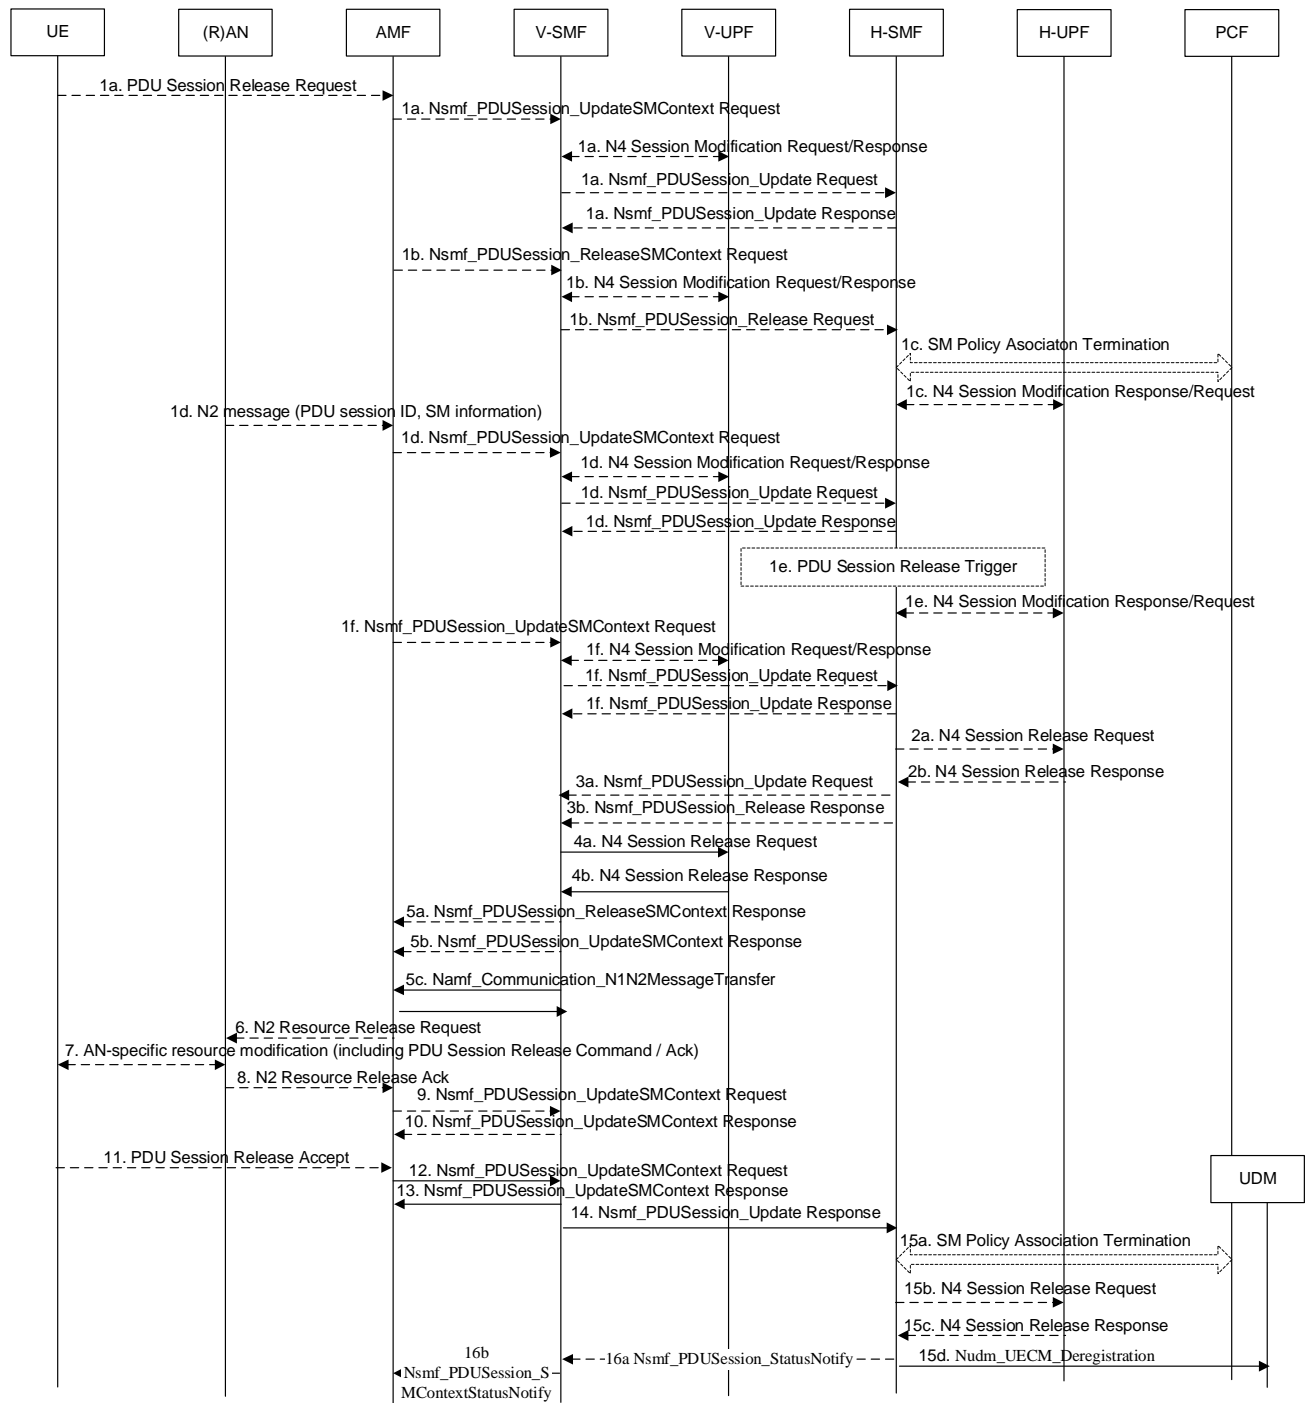 UE
(R)AN
AMF
V-SMF
V-UPF
H-SMF
H-UPF
PCF
1a. PDU Session Release Request
1a. Nsmf_PDUSession_UpdateSMContext Request
1a. N4 Session Modification Request/Response
1a. Nsmf_PDUSession_Update Request
1a. Nsmf_PDUSession_Update Response
1b. Nsmf_PDUSession_ReleaseSMContext Request
1b. N4 Session Modification Request/Response
1b. Nsmf_PDUSession_Release Request
1c. SM Policy Asociaton Termination
1c. N4 Session Modification Response/Request
1d. N2 message (PDU session ID, SM information)
1d. Nsmf_PDUSession_UpdateSMContext Request
1d. N4 Session Modification Request/Response
1d. Nsmf_PDUSession_Update Request
1d. Nsmf_PDUSession_Update Response
1e. PDU Session Release Trigger
1e. N4 Session Modification Response/Request
1f. Nsmf_PDUSession_UpdateSMContext Request
1f. N4 Session Modification Request/Response
1f. Nsmf_PDUSession_Update Request
1f. Nsmf_PDUSession_Update Response
2a. N4 Session Release Request
2b. N4 Session Release Response
3a. Nsmf_PDUSession_Update Request
3b. Nsmf_PDUSession_Release Response
4a. N4 Session Release Request
4b. N4 Session Release Response
5a. Nsmf_PDUSession_ReleaseSMContext Response
5b. Nsmf_PDUSession_UpdateSMContext Response
5c. Namf_Communication_N1N2MessageTransfer
6. N2 Resource Release Request
7. AN-specific resource modification (including PDU Session Release Command / Ack)
8. N2 Resource Release Ack
9. Nsmf_PDUSession_UpdateSMContext Request
10. Nsmf_PDUSession_UpdateSMContext Response
11. PDU Session Release Accept
12. Nsmf_PDUSession_UpdateSMContext Request
UDM
13. Nsmf_PDUSession_UpdateSMContext Response
14. Nsmf_PDUSession_Update Response
15a. SM Policy Association Termination
15b. N4 Session Release Request
15c. N4 Session Release Response
16a Nsmf_PDUSession_StatusNotify
15d. Nudm_UECM_Deregistration
16b
Nsmf_PDUSession_S
MContextStatusNotify